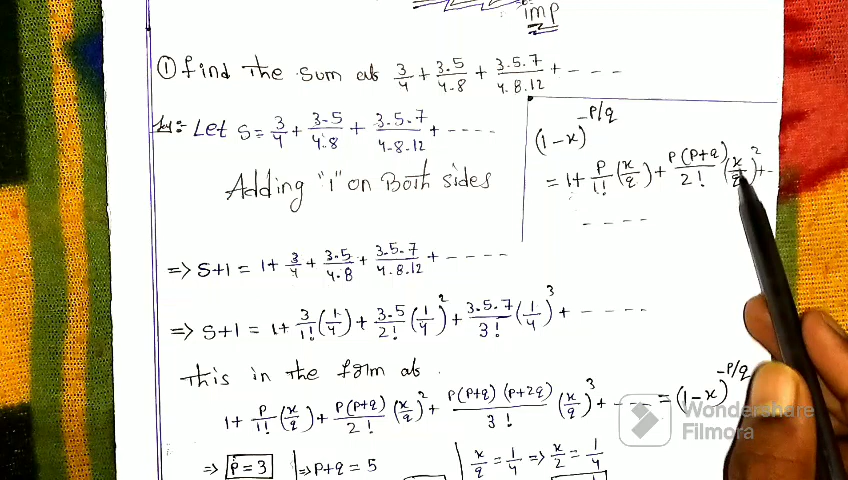 imp
① find the sum of 3/4 + 3.5/4.8 + 3.5.7/4.8.12 + ----
Let S = 3/4 + 3.5/4.8 + 3.5.7/4.8.12 + ----
Adding "1" on Both sides
(1-x)^-p/q
= 1 + p/1! (x/q) + p(p+q)/2! (x/q)^2 + -
- - - - -
=> S+1 = 1 + 3/4 + 3.5/4.8 + 3.5.7/4.8.12 + ----
=> S+1 = 1 + 3/1! (1/4) + 3.5/2! (1/4)^2 + 3.5.7/3! (1/4)^3 + ----
This in the form of
1 + p/1! (x/q) + p(p+q)/2! (x/q)^2 + p(p+q)(p+2q)/3! (x/q)^3 + ---- = (1-x)^-p/q
=> p = 3 | => p+q = 5 | x/q = 1/4 => x/2 = 1/4
Wondershare
Filmora